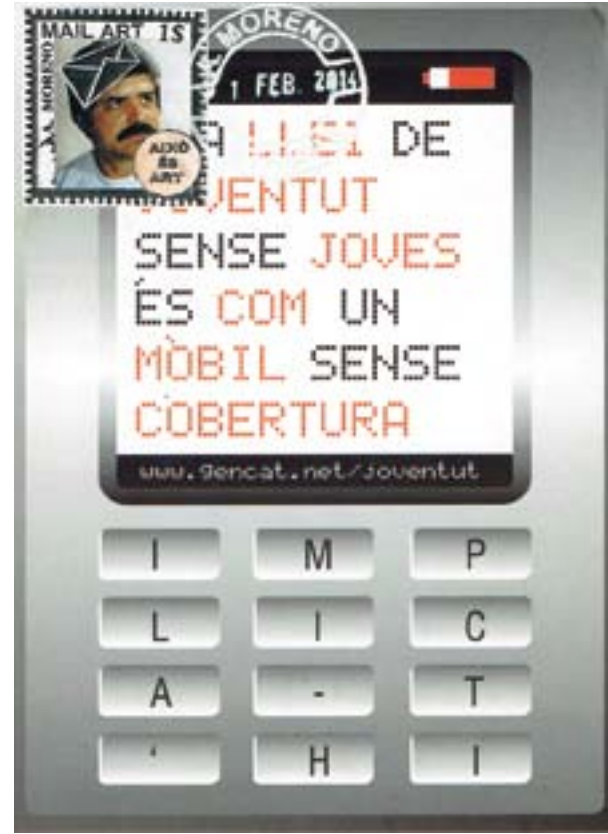 MAIL ART 1$
A. MORENO
AIXÒ
ÉS
ART
MORENO
1 FEB. 2014
A LLEI DE
JOVENTUT
SENSE JOVES
ÉS COM UN
MÒBIL SENSE
COBERTURA
www.gencat.net/joventut
I M P
L I C
A - T
' H I